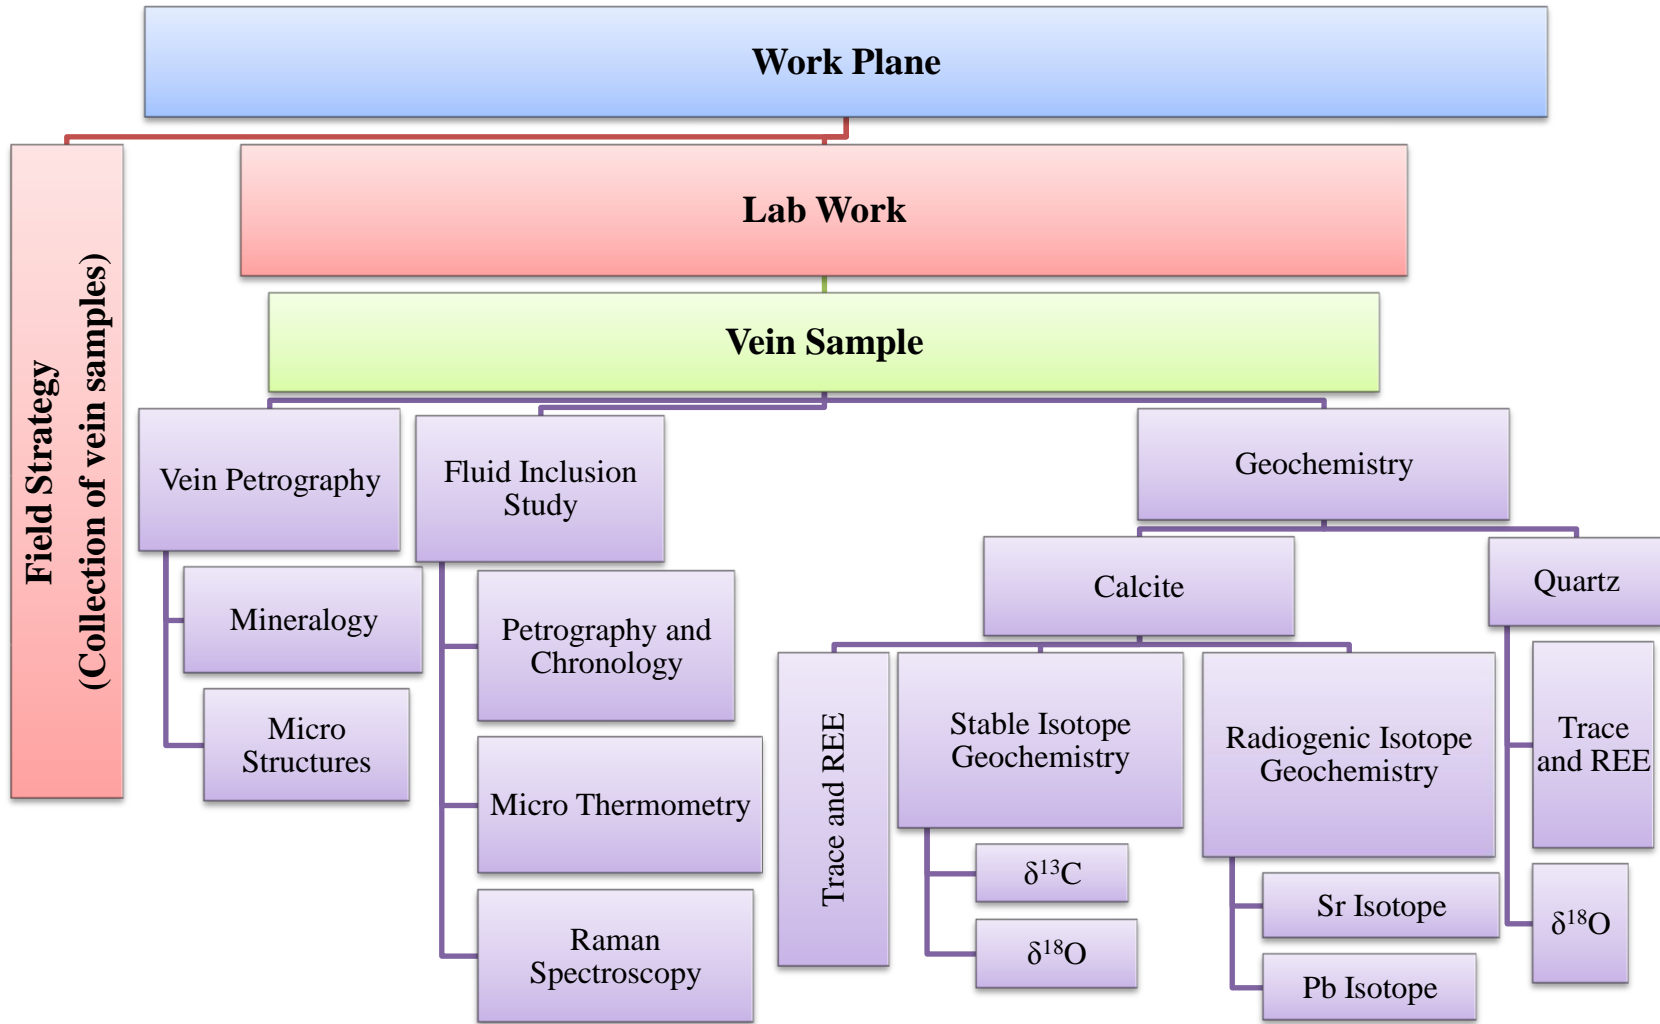 Work Plane
Field Strategy
(Collection of vein samples)
Lab Work
Vein Sample
Vein Petrography
Mineralogy
Micro
Structures
Fluid Inclusion
Study
Petrography and
Chronology
Micro Thermometry
Raman
Spectroscopy
Geochemistry
Calcite
Trace and REE
Stable Isotope
Geochemistry
δ¹³C
δ¹⁸O
Radiogenic Isotope
Geochemistry
Sr Isotope
Pb Isotope
Quartz
Trace
and REE
δ¹⁸O